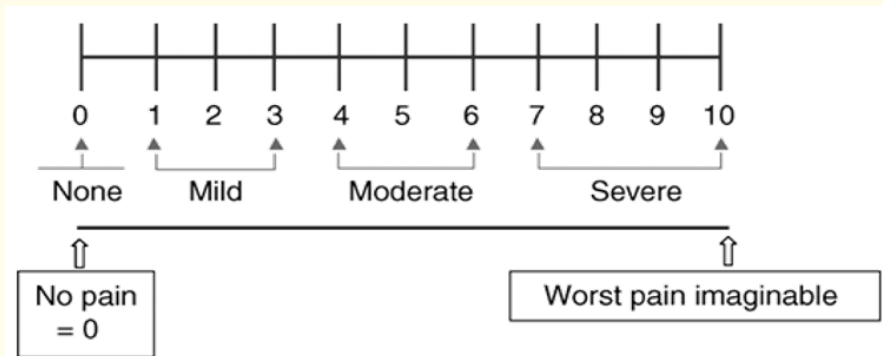 0 1 2 3 4 5 6 7 8 9 10
None Mild Moderate Severe
No pain
= 0
Worst pain imaginable